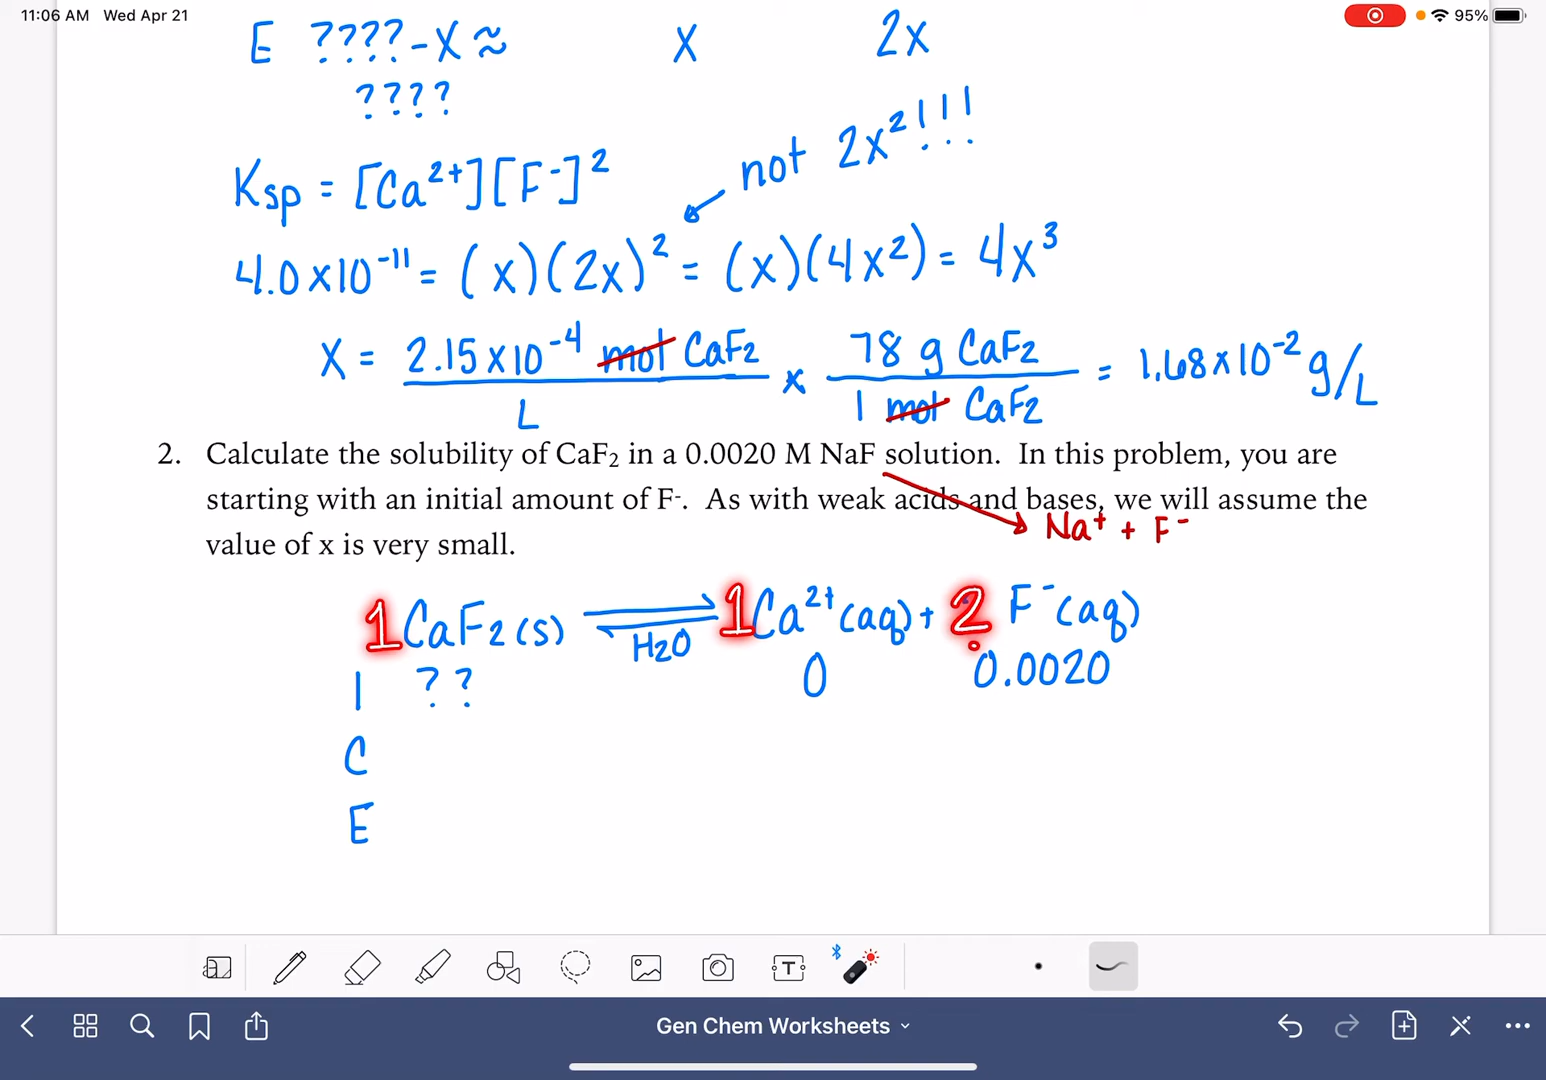 11:06 AM Wed Apr 21 95%
E ????-X≈ X 2X
????
Ksp = [Ca²⁺][F⁻]² not 2x²!!!
4.0x10⁻¹¹ = (x)(2x)² = (x)(4x²) = 4x³
X = 2.15x10⁻⁴ mol CaF₂ / L x 78 g CaF₂ / 1 mol CaF₂ = 1.68x10⁻² g/L
2. Calculate the solubility of CaF₂ in a 0.0020 M NaF solution. In this problem, you are
starting with an initial amount of F⁻. As with weak acids and bases, we will assume the
Na⁺ + F⁻
value of x is very small.
1CaF₂(s) ⇌ 1Ca²⁺(aq) + 2 F⁻(aq)
H₂O
I ?? 0 0.0020
C
E
Gen Chem Worksheets